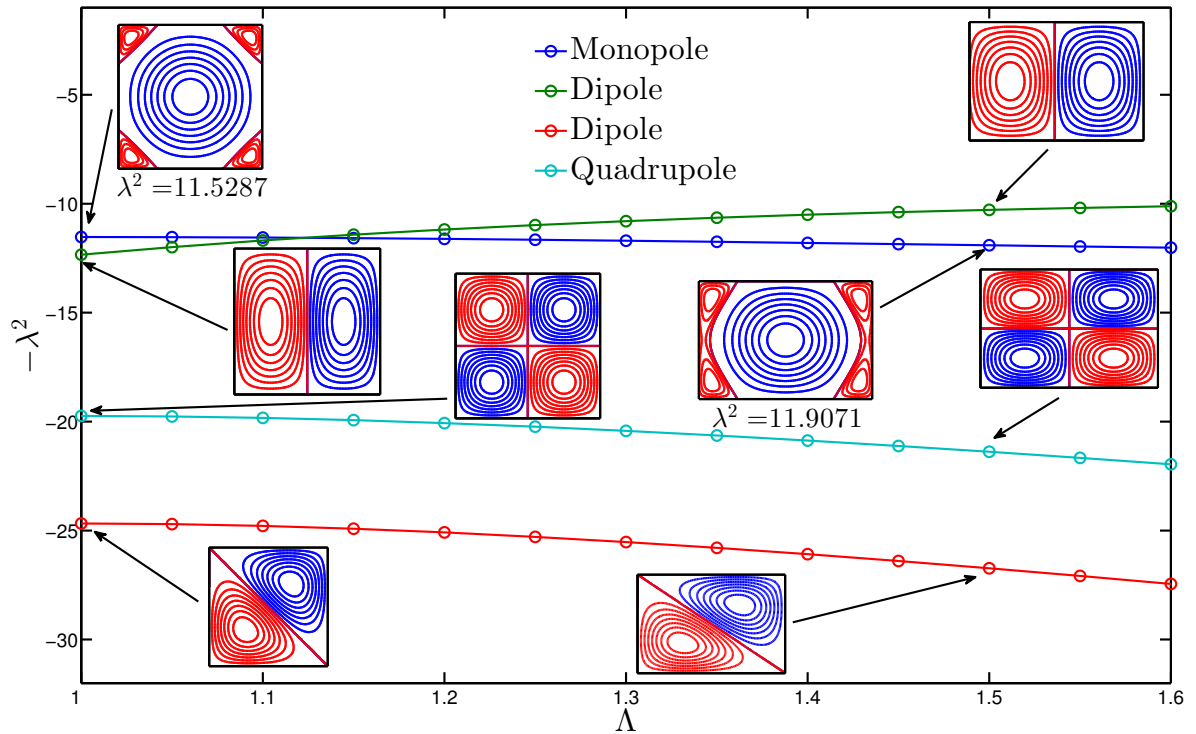 Monopole
Dipole
Dipole
Quadrupole
λ² =11.5287
λ² =11.9071
−λ²
−5
−10
−15
−20
−25
−30
1
1.1
1.2
1.3
1.4
1.5
1.6
Λ